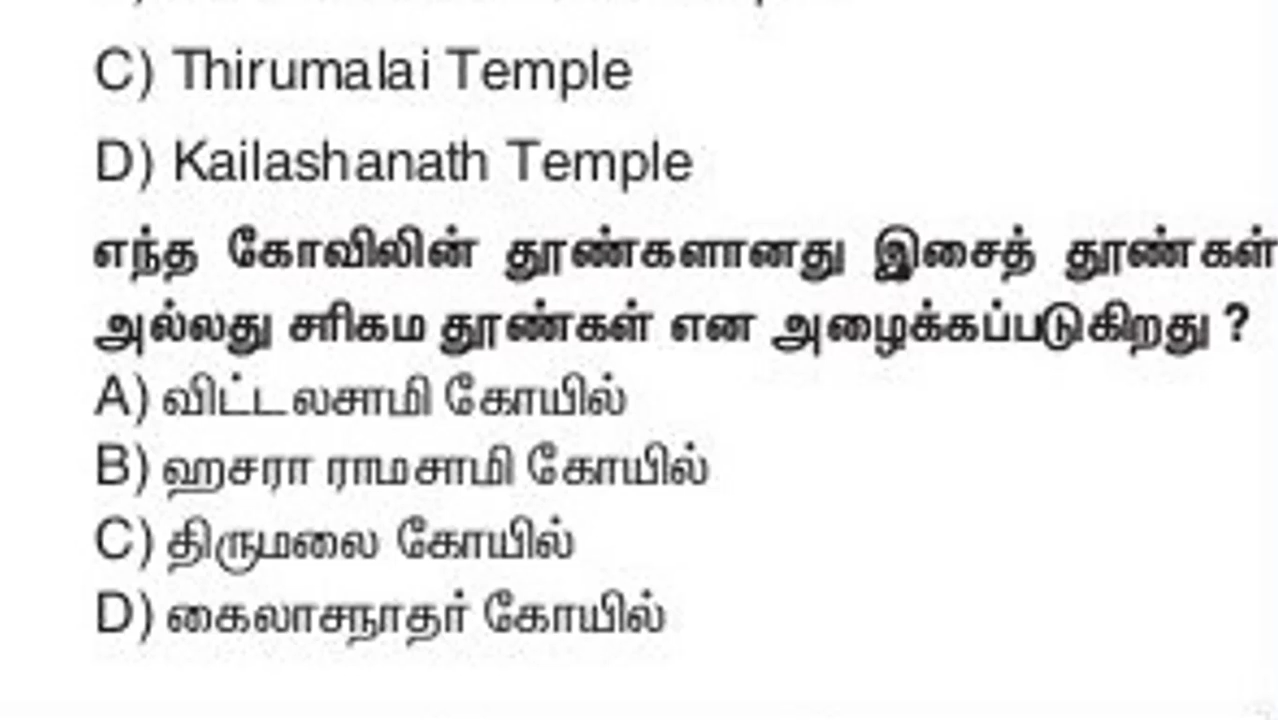 C) Thirumalai Temple
D) Kailashanath Temple
எந்த கோவிலின் தூண்களானது இசைத் தூண்கள்
அல்லது சரிகம தூண்கள் என அழைக்கப்படுகிறது ?
A) விட்டலசாமி கோயில்
B) ஹசரா ராமசாமி கோயில்
C) திருமலை கோயில்
D) கைலாசநாதர் கோயில்